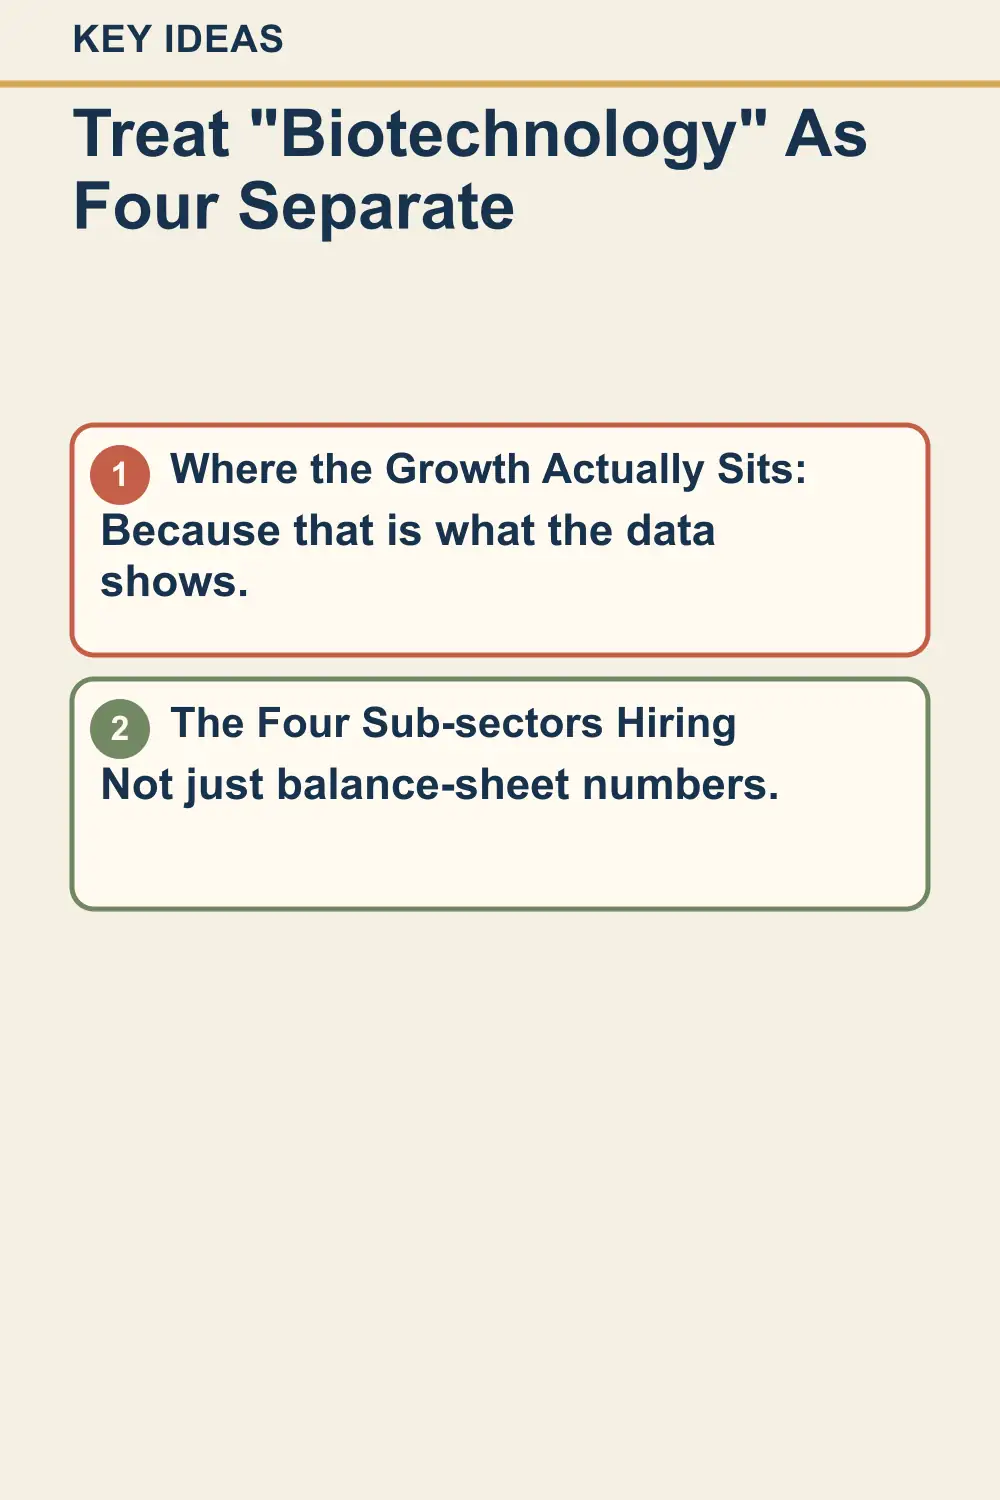 KEY IDEAS
Treat "Biotechnology" As
Four Separate
1 Where the Growth Actually Sits:
Because that is what the data
shows.
2 The Four Sub-sectors Hiring
Not just balance-sheet numbers.